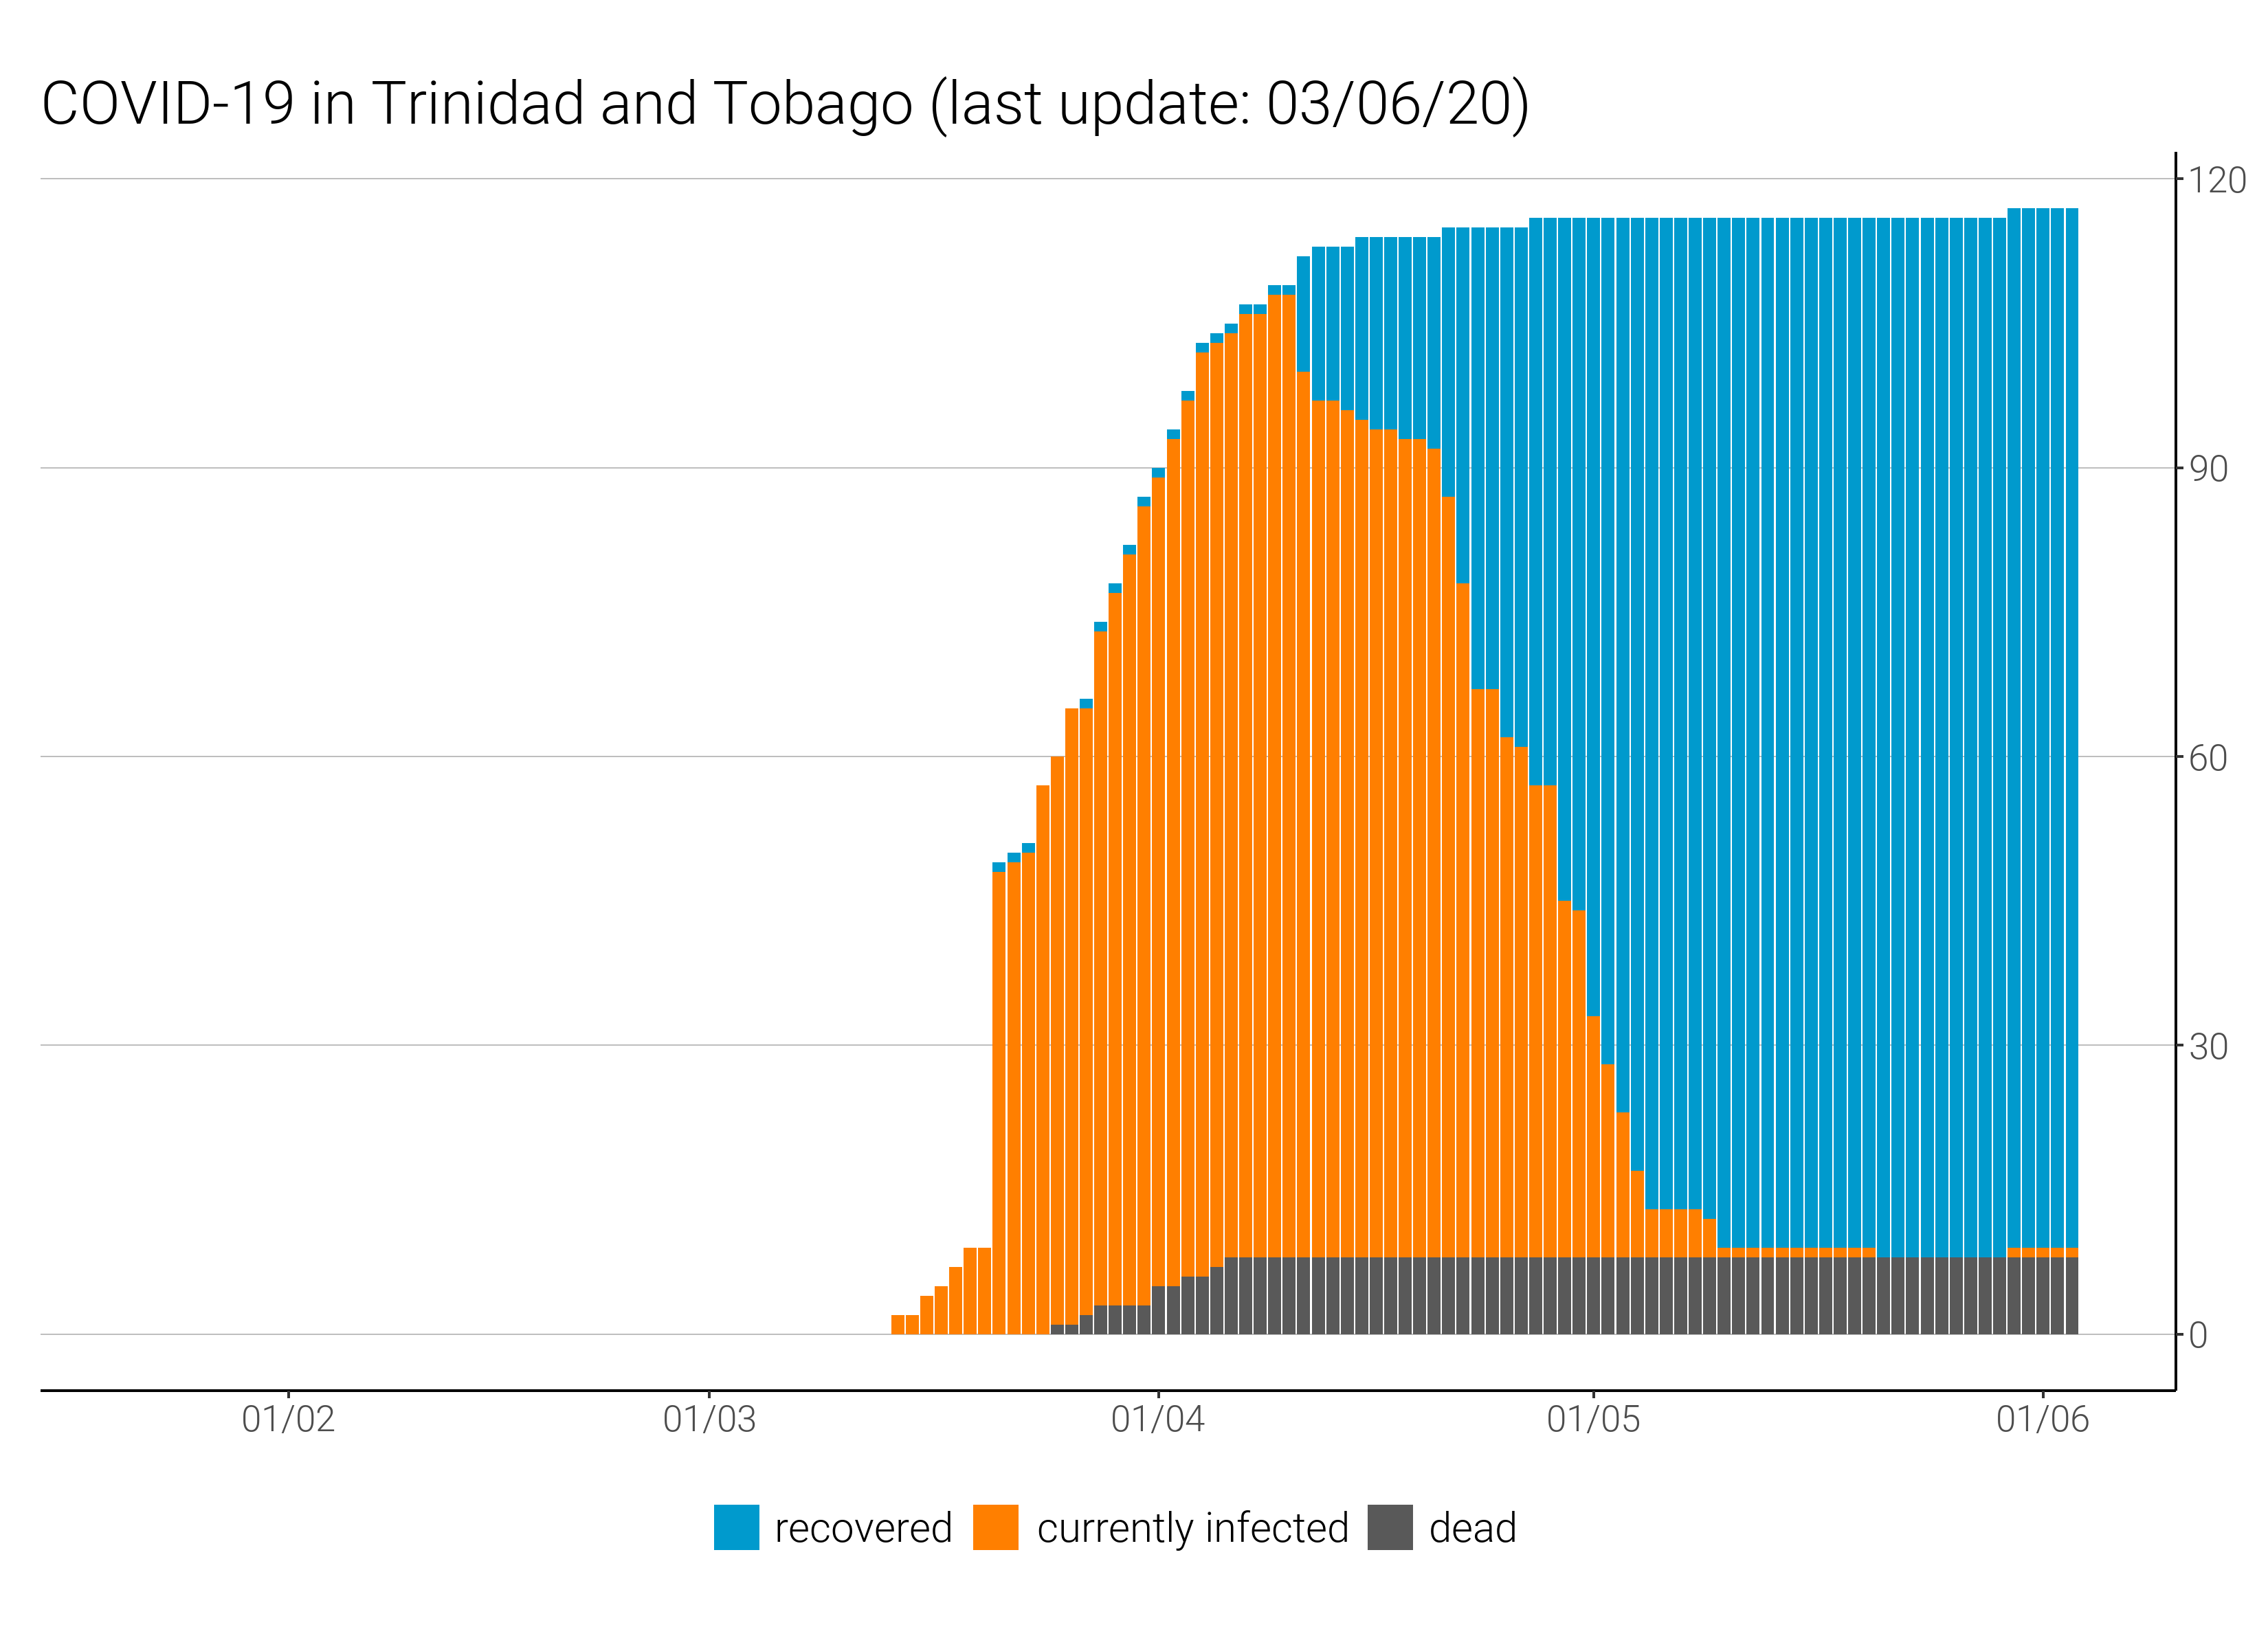 COVID-19 in Trinidad and Tobago (last update: 03/06/20)
120
90
60
30
0
01/02 01/03 01/04 01/05 01/06
recovered currently infected dead